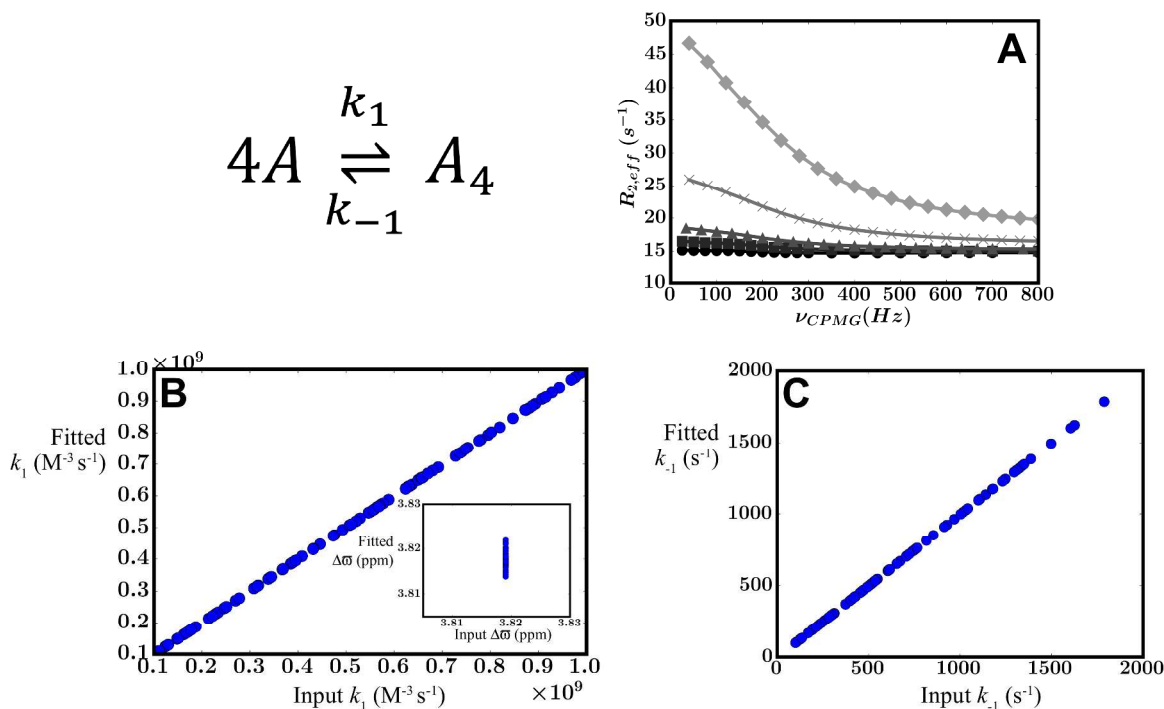 k₁
4A ⇌ A₄
k₋₁
A
50
45
40
35
30
25
20
15
10
R₂,eff (s⁻¹)
0 100 200 300 400 500 600 700 800
ν_CPMG (Hz)
B
1.0 ×10⁹
0.9
0.8
0.7
0.6
0.5
0.4
0.3
0.2
0.1
Fitted
k₁ (M⁻³ s⁻¹)
0.1 0.2 0.3 0.4 0.5 0.6 0.7 0.8 0.9 1.0
Input k₁ (M⁻³ s⁻¹)
×10⁹
3.83
3.82
3.81
Fitted
Δϖ (ppm)
3.81 3.82 3.83
Input Δϖ (ppm)
C
2000
1500
1000
500
0
Fitted
k₋₁ (s⁻¹)
0 500 1000 1500 2000
Input k₋₁ (s⁻¹)